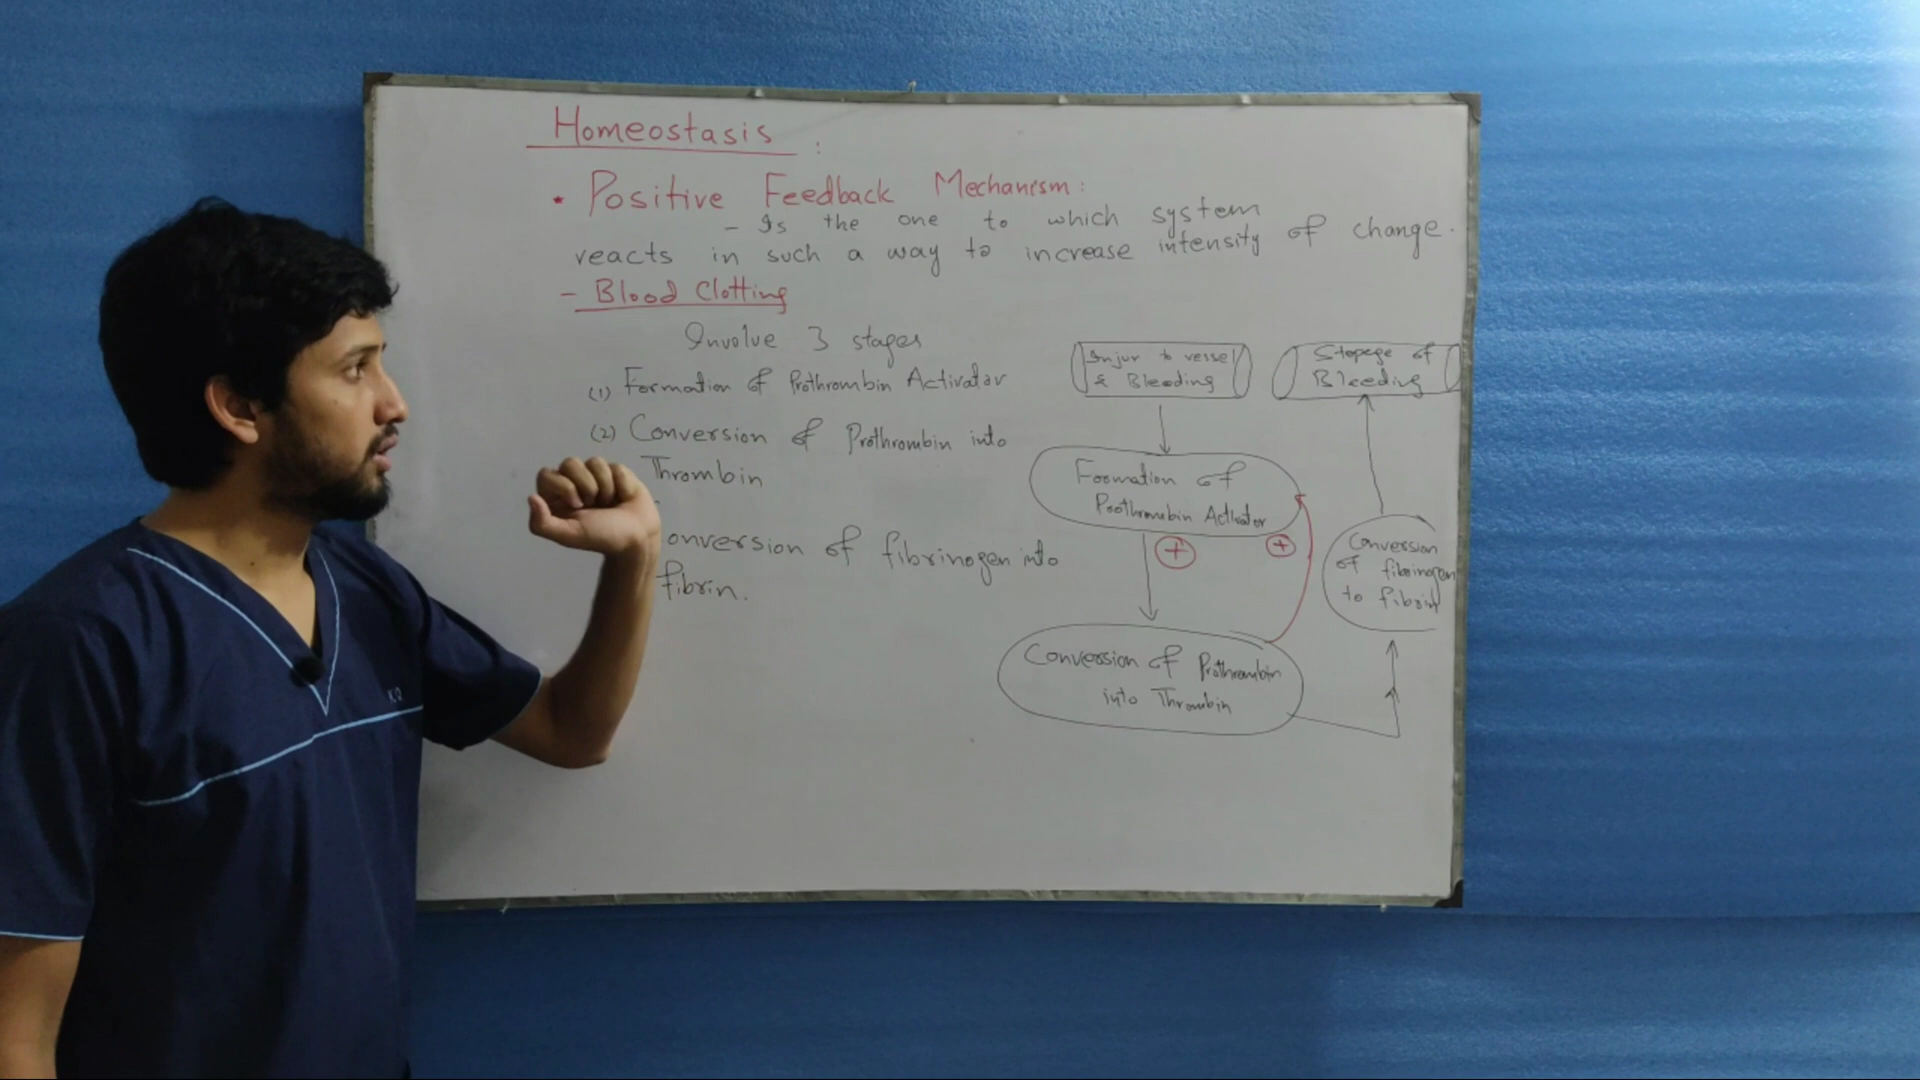 Homeostasis :
• Positive Feedback Mechanism :
– Is the one to which system
reacts in such a way to increase intensity of change.
– Blood Clotting
Involve 3 stages
(1) Formation of Prothrombin Activator
(2) Conversion of Prothrombin into
Thrombin
onversion of fibrinogen into
fibrin.
Injur to vessel
& Bleeding
Stopege of
Bleeding
Formation of
Prothrombin Activator
+
+
Conversion
of fibrinogen
to fibrin
Conversion of Prothrombin
into Thrombin